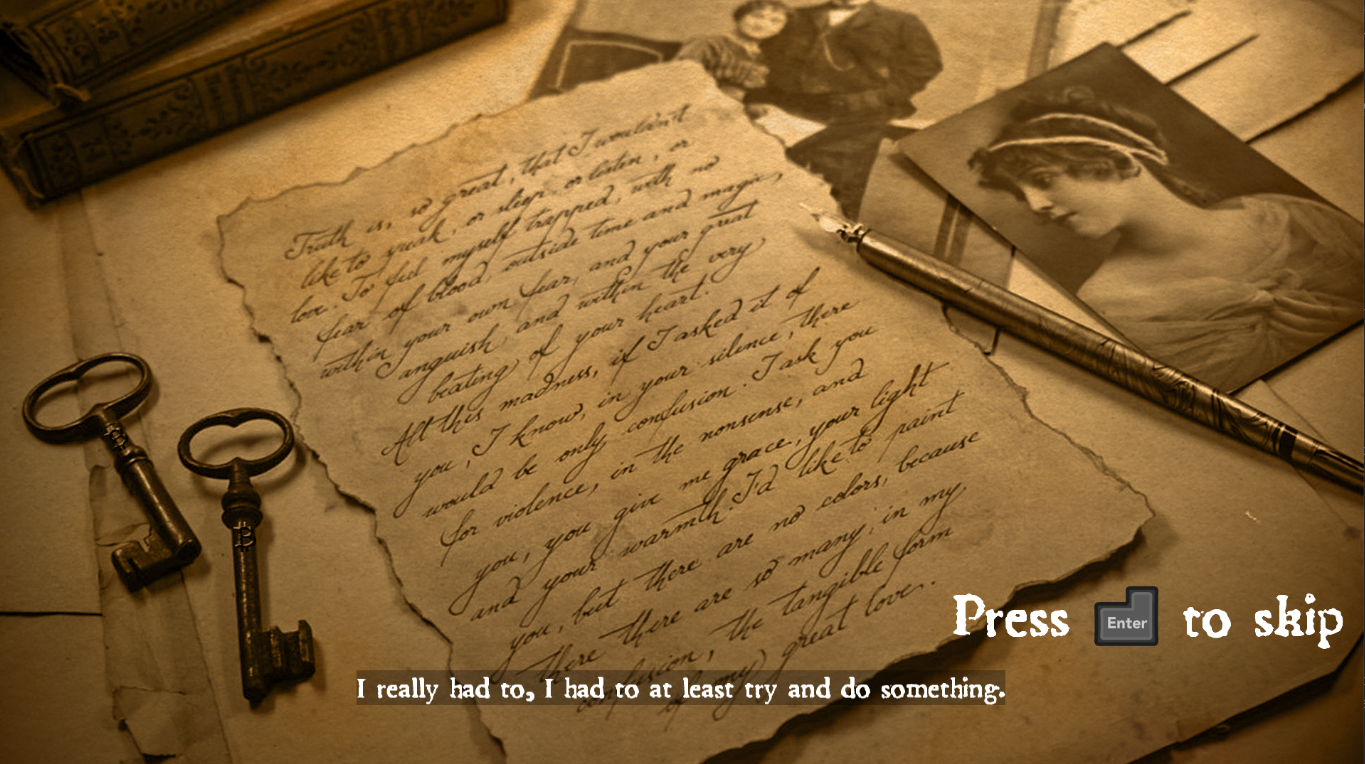 Truth is, so great, that I wouldn't
like to speak, or sleep, or listen, or
love. To feel myself trapped, with no
fear of blood, outside time and magic,
within your own fear, and your great
anguish, and within the very
beating of your heart.
All this madness, if I asked it of
you, I know, in your silence, there
would be only confusion. I ask you
for violence, in the nonsense, and
you, you give me grace, your light
and your warmth. I'd like to paint
you, but there are no colors, because
there there are so many, in my
confusion, the tangible form
of my great love.
Press Enter to skip
I really had to, I had to at least try and do something.